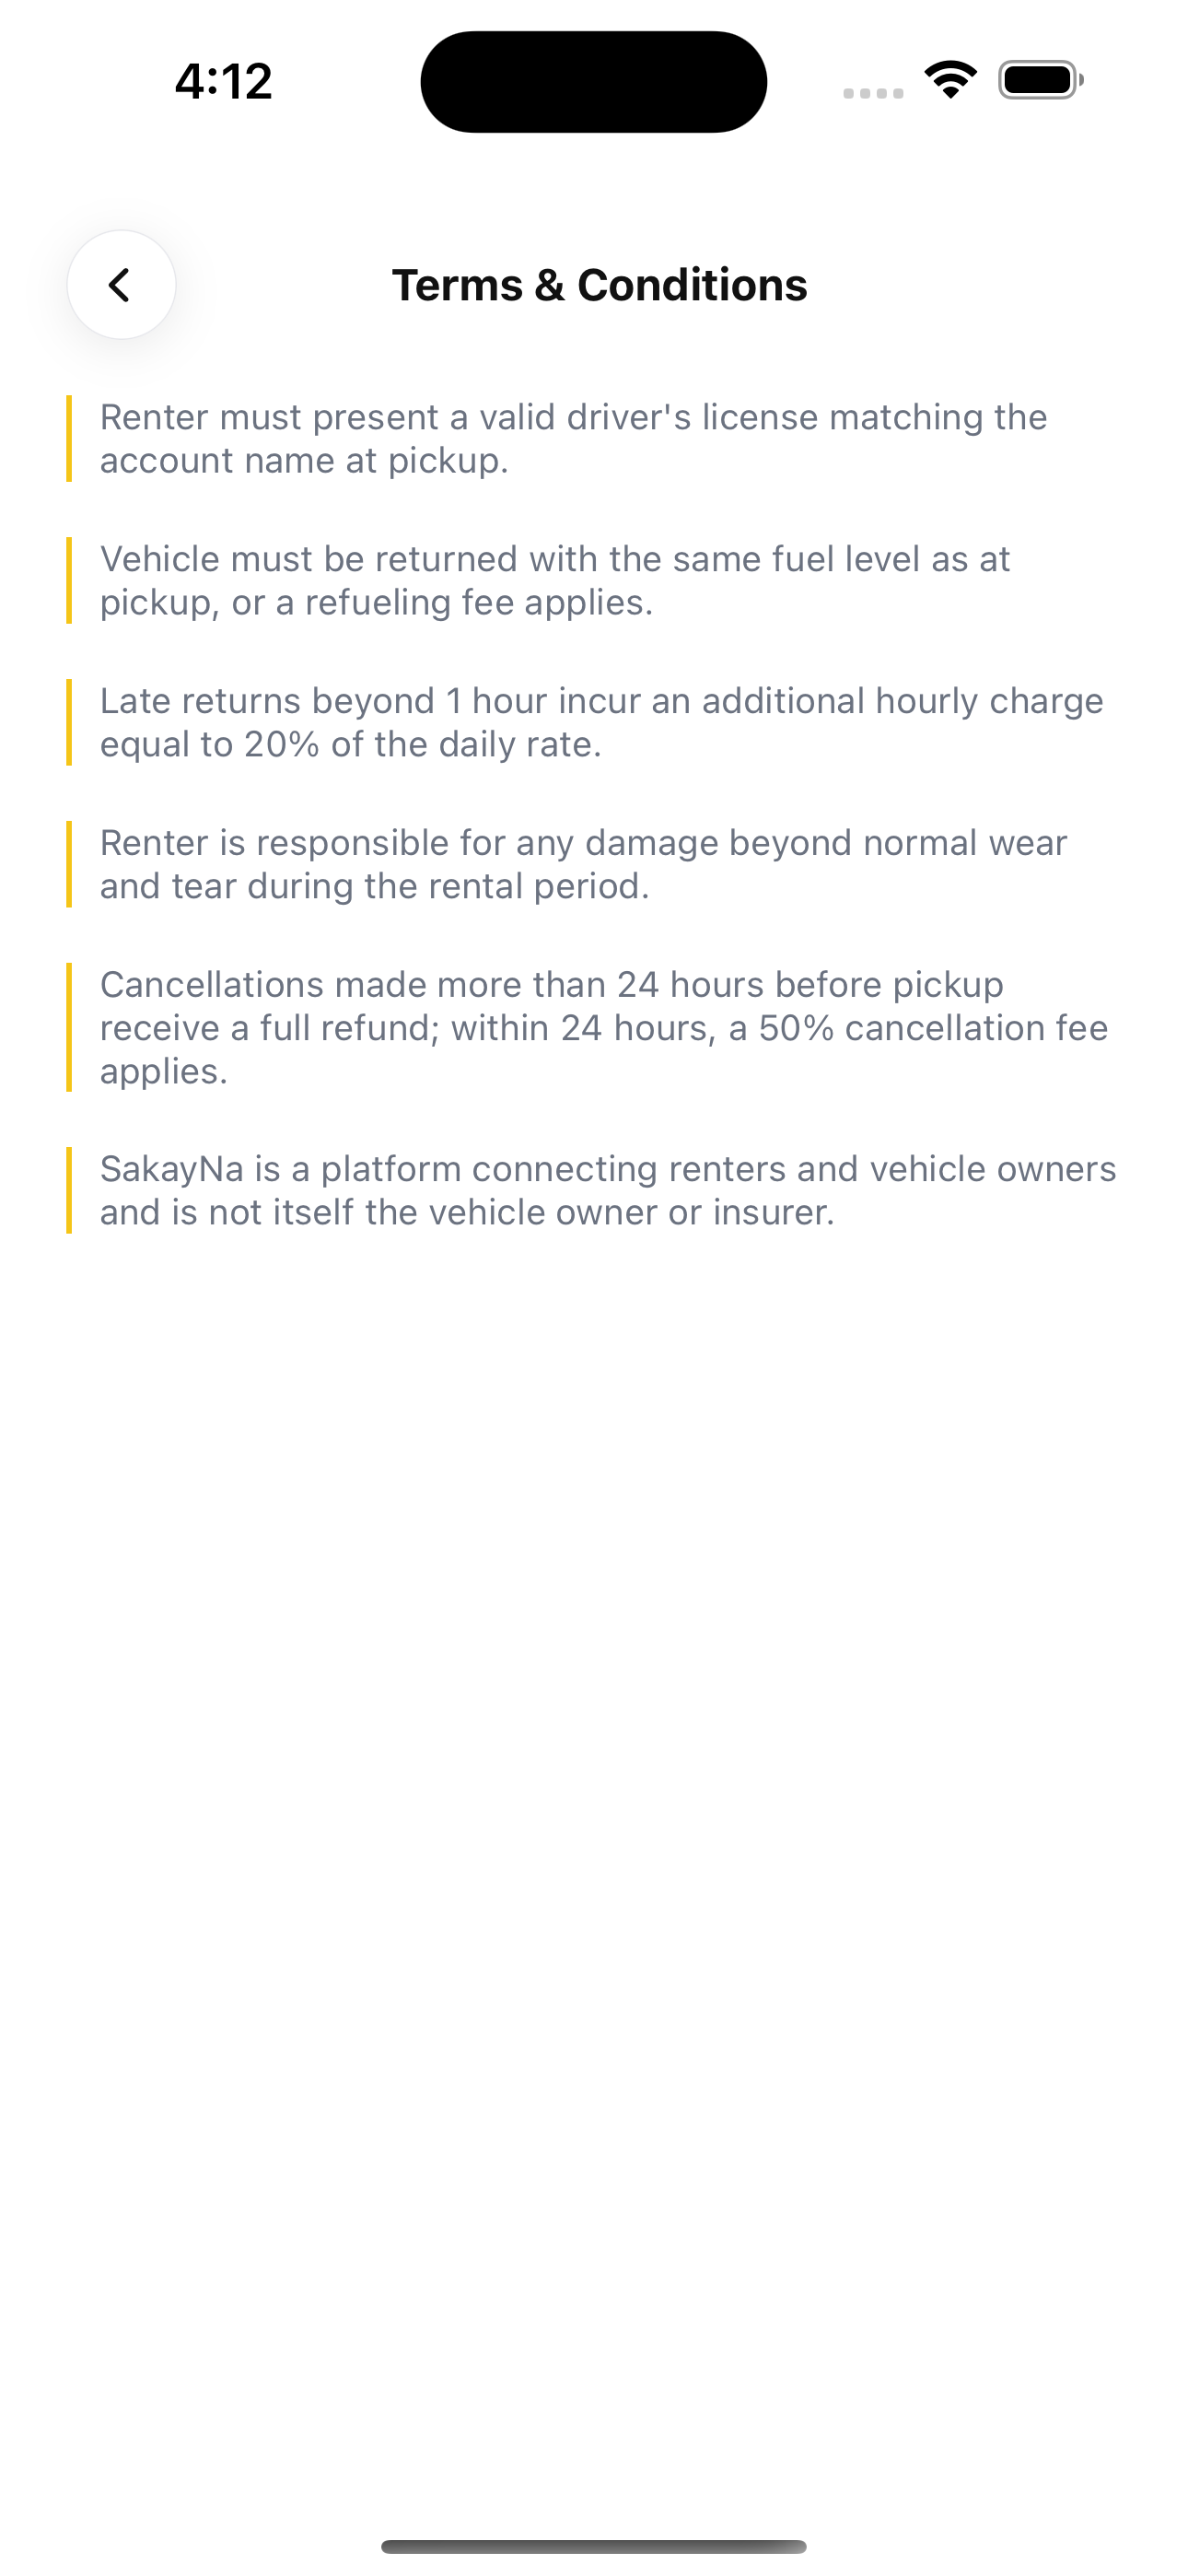 4:12
Terms & Conditions
Renter must present a valid driver's license matching the
account name at pickup.
Vehicle must be returned with the same fuel level as at
pickup, or a refueling fee applies.
Late returns beyond 1 hour incur an additional hourly charge
equal to 20% of the daily rate.
Renter is responsible for any damage beyond normal wear
and tear during the rental period.
Cancellations made more than 24 hours before pickup
receive a full refund; within 24 hours, a 50% cancellation fee
applies.
SakayNa is a platform connecting renters and vehicle owners
and is not itself the vehicle owner or insurer.